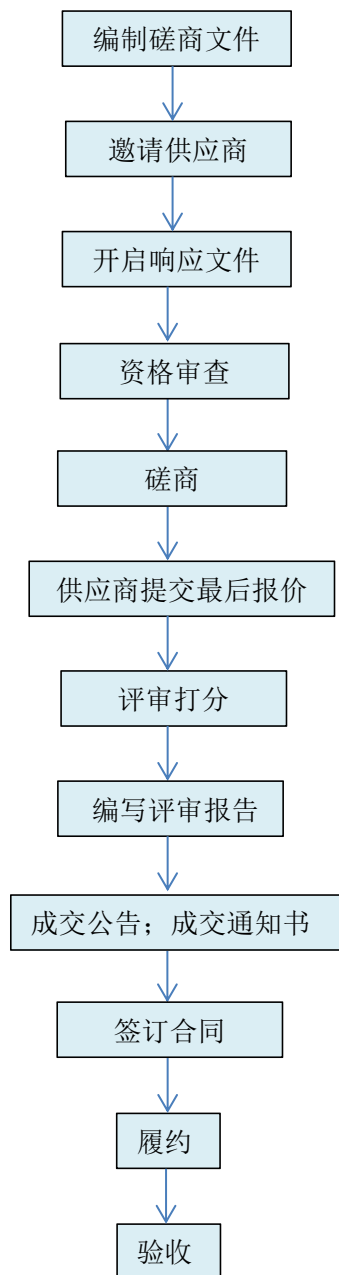 编制磋商文件
邀请供应商
开启响应文件
资格审查
磋商
供应商提交最后报价
评审打分
编写评审报告
成交公告；成交通知书
签订合同
履约
验收